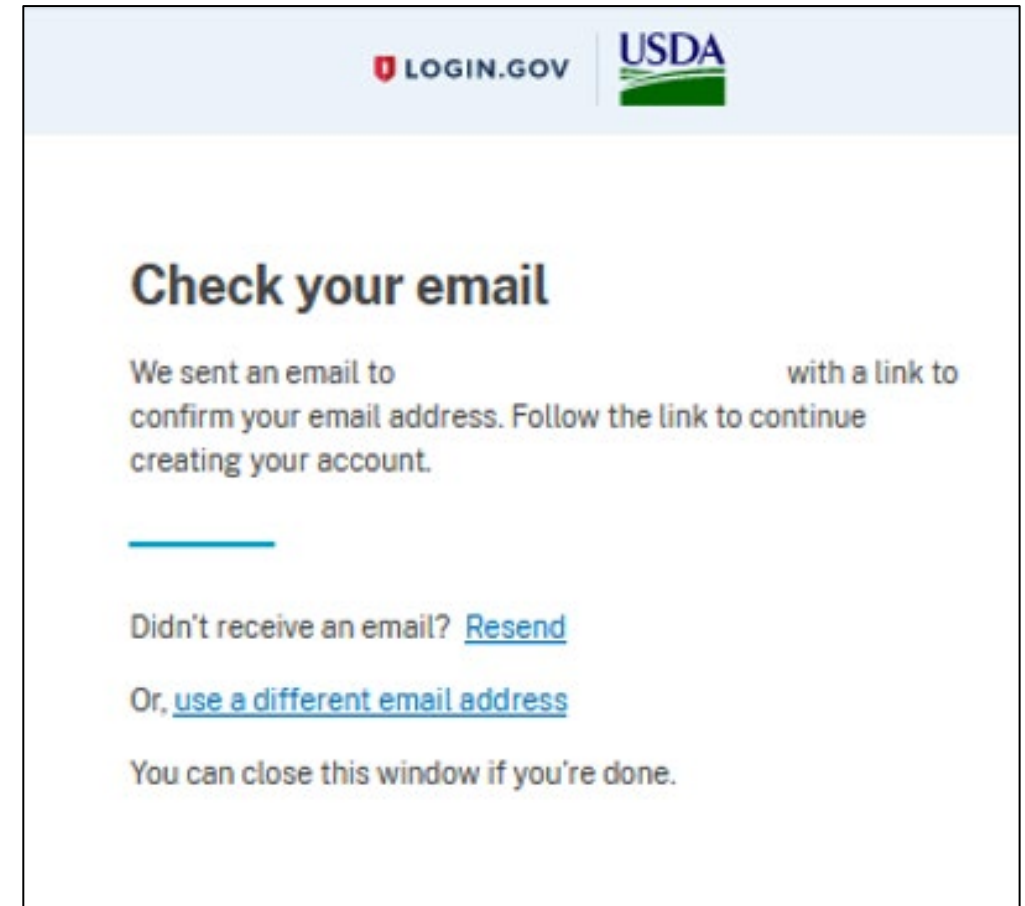 LOGIN.GOV USDA
Check your email
We sent an email to with a link to
confirm your email address. Follow the link to continue
creating your account.
Didn't receive an email? Resend
Or, use a different email address
You can close this window if you're done.